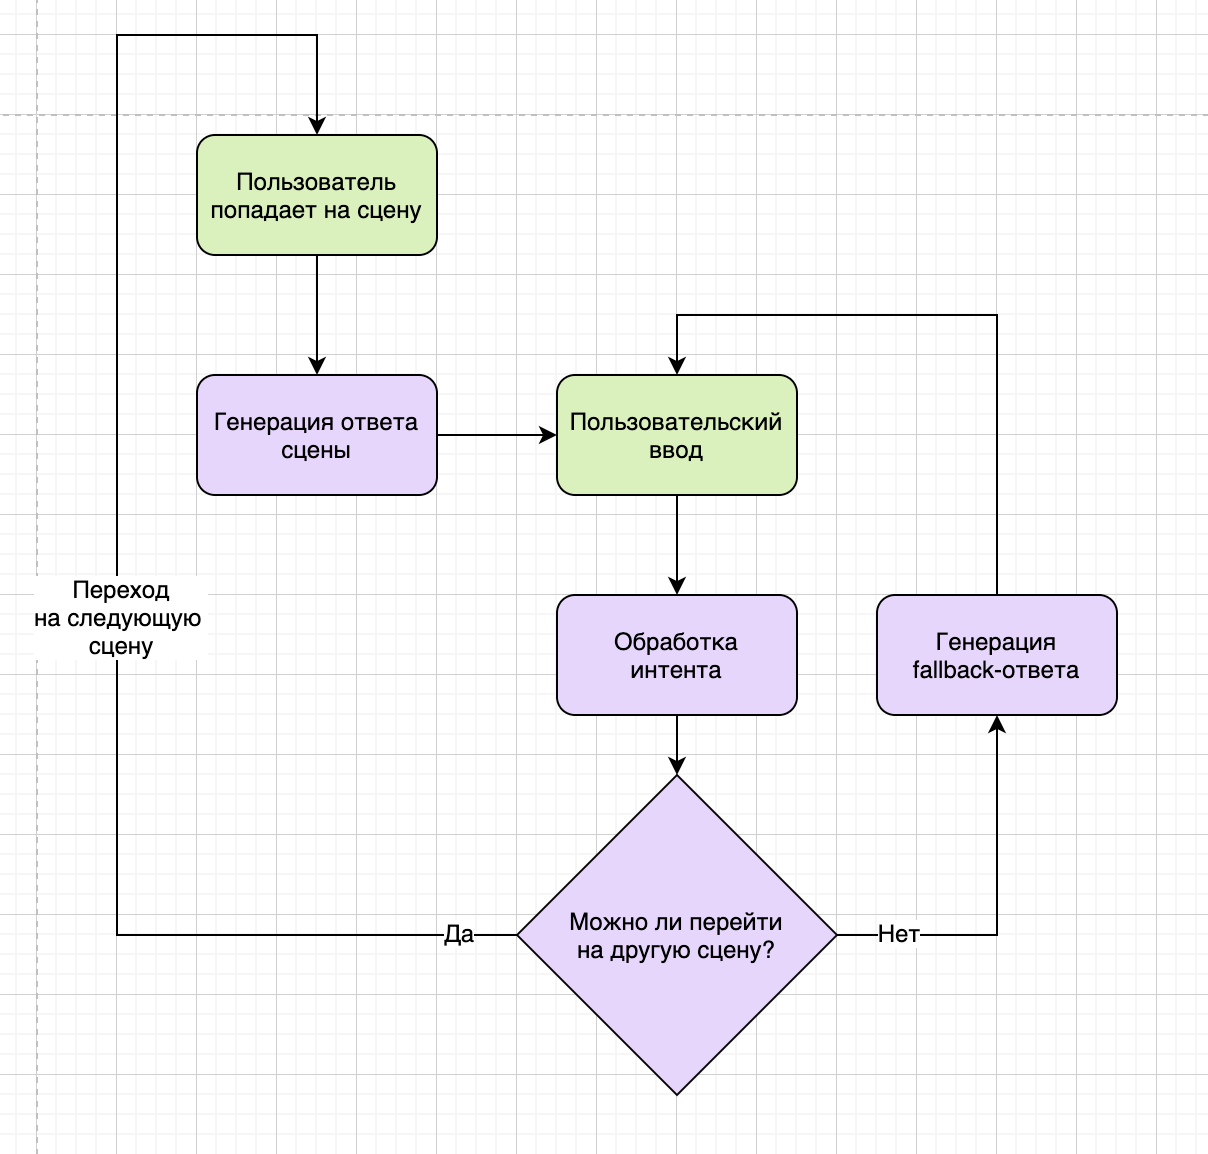 Пользователь
попадает на сцену
Генерация ответа
сцены
Пользовательский
ввод
Переход
на следующую
сцену
Обработка
интента
Генерация
fallback-ответа
Можно ли перейти
на другую сцену?
Да
Нет